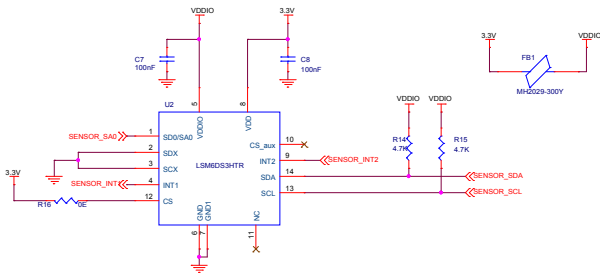 VDDIO
3.3V
3.3V
VDDIO
C7
100nF
C8
100nF
FB1
MH2029-300Y
U2
5
8
VDDIO
VDD
VDDIO
VDDIO
SENSOR_SA0
1
SD0/SA0
CS_aux
10
R14
4.7K
R15
4.7K
2
SDX
LSM6DS3HTR
INT2
9
SENSOR_INT2
3
SCX
3.3V
SENSOR_INT1
4
INT1
SDA
14
SENSOR_SDA
R16
0E
12
CS
SCL
13
SENSOR_SCL
GND
GND1
NC
6
7
11